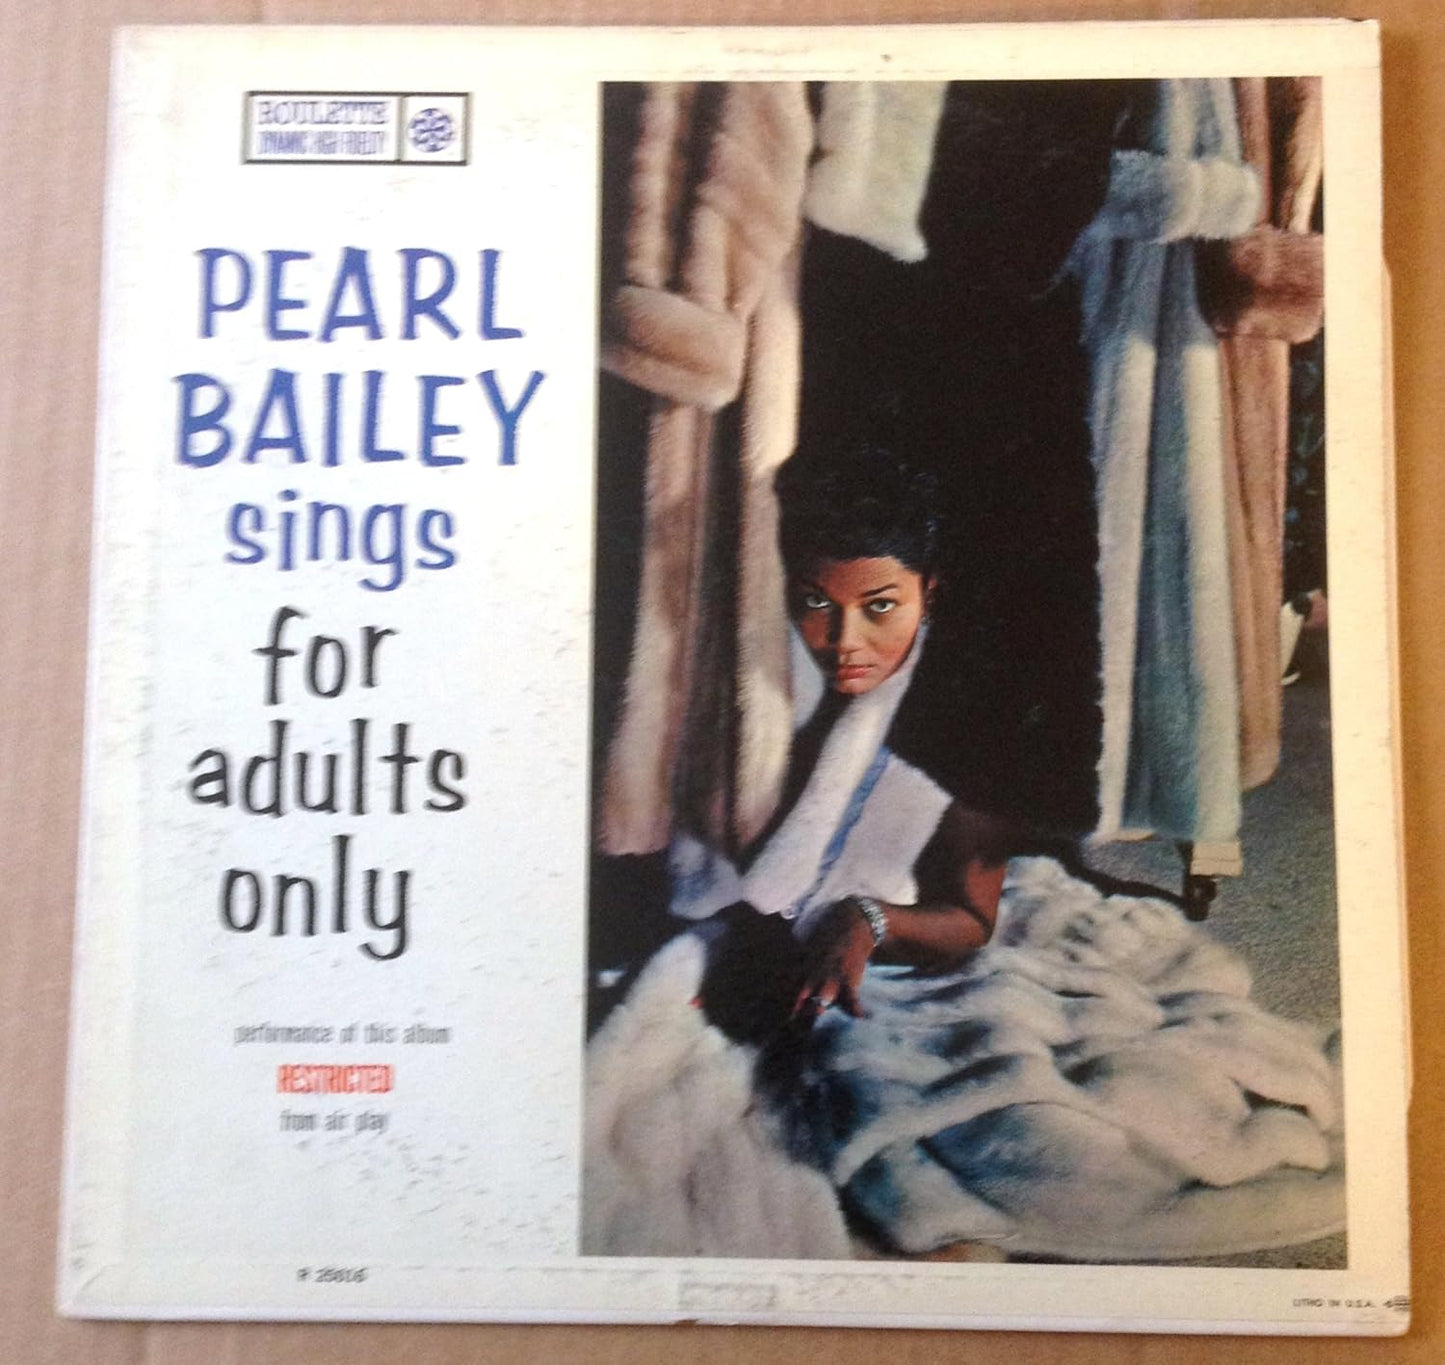 ROULETTE
DYNAMIC HIGH FIDELITY
PEARL
BAILEY
sings
for
adults
only
performance of this album
RESTRICTED
from air play
R 25016
LITHO IN U.S.A.